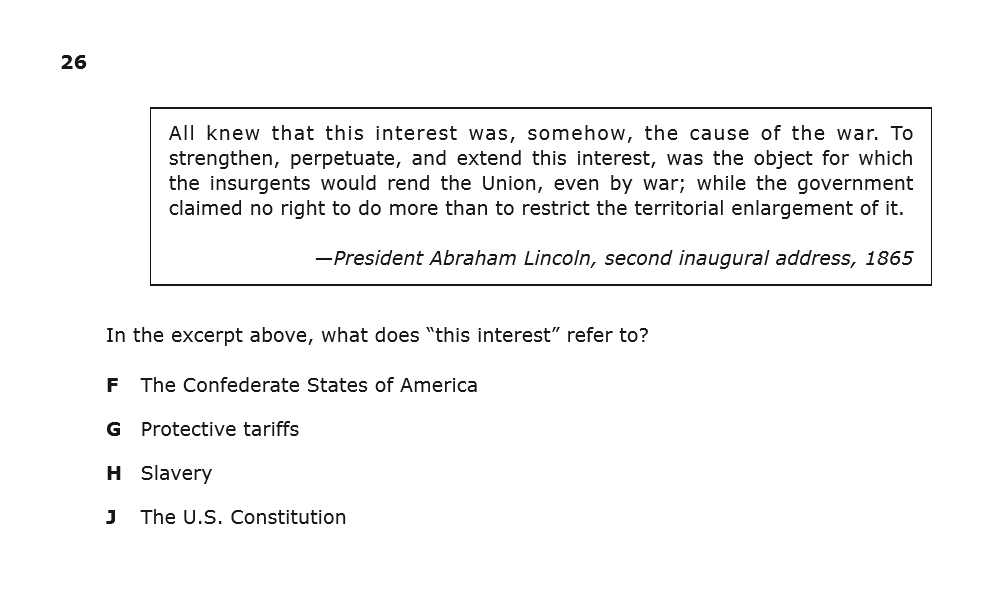 26
All knew that this interest was, somehow, the cause of the war. To
strengthen, perpetuate, and extend this interest, was the object for which
the insurgents would rend the Union, even by war; while the government
claimed no right to do more than to restrict the territorial enlargement of it.
—President Abraham Lincoln, second inaugural address, 1865
In the excerpt above, what does “this interest” refer to?
F The Confederate States of America
G Protective tariffs
H Slavery
J The U.S. Constitution